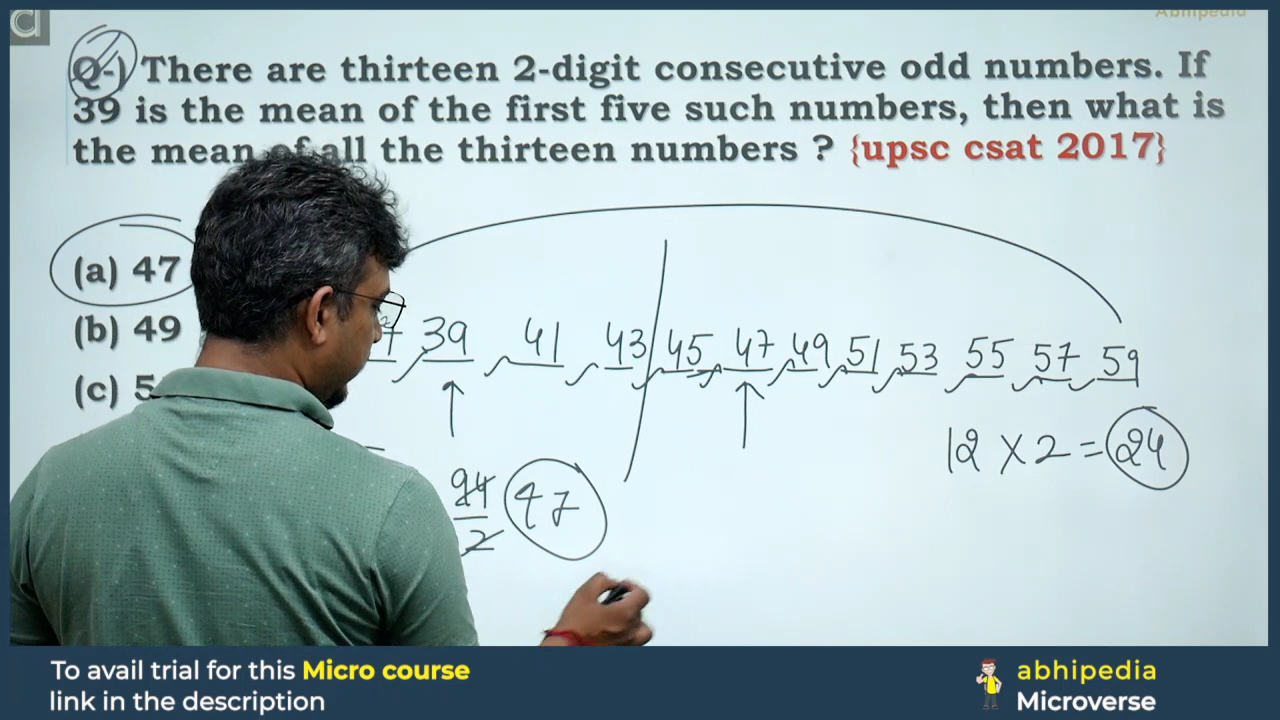 Abhipedia
Q-) There are thirteen 2-digit consecutive odd numbers. If
39 is the mean of the first five such numbers, then what is
the mean of all the thirteen numbers ? {upsc csat 2017}
(a) 47
(b) 49
(c) 5
39 41 43 45 47 49 51 53 55 57 59
12 X 2 = 24
94/2 47
To avail trial for this Micro course
link in the description
abhipedia
Microverse